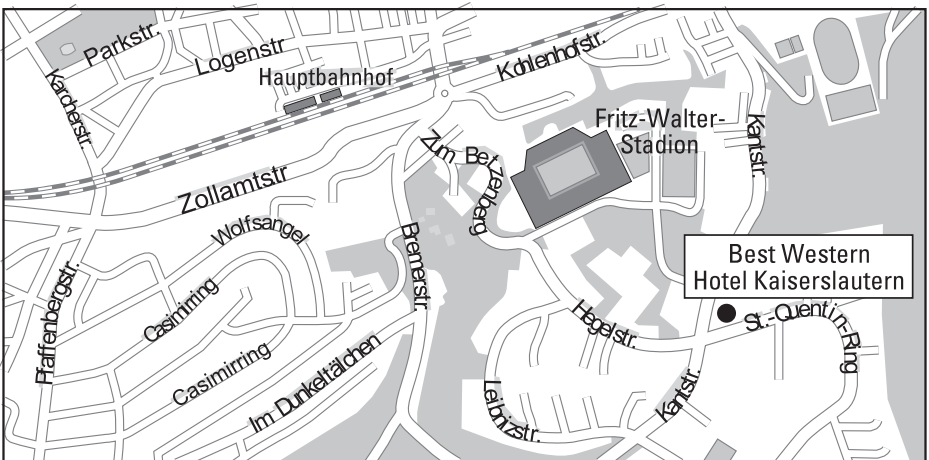 Parkstr.
Logenstr
Karcherstr.
Hauptbahnhof
Kohlenhofstr.
Fritz-Walter-
Stadion
Kantstr.
Zum Betzenberg
Zollamtstr
Wolfsangel
Bremerstr.
Best Western
Hotel Kaiserslautern
Pfaffenbergstr.
Casimirring
St.-Quentin-Ring
Hegelstr.
Casimirring
Im Dunkeltälchen
Leibnizstr.
Kantstr.